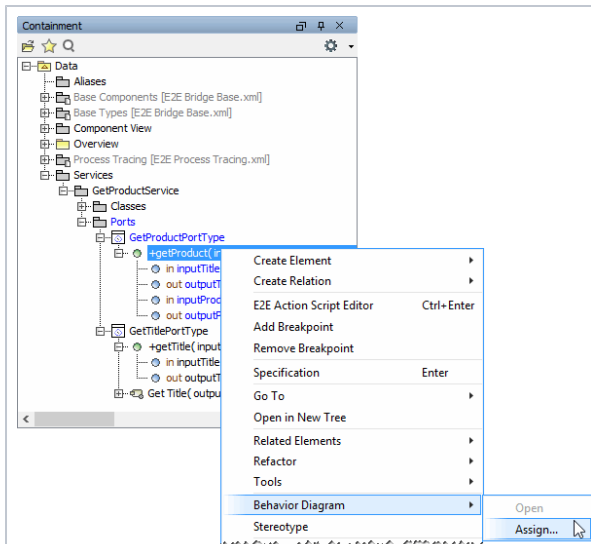 Containment
Data
Aliases
Base Components [E2E Bridge Base.xml]
Base Types [E2E Bridge Base.xml]
Component View
Overview
Process Tracing [E2E Process Tracing.xml]
Services
GetProductService
Classes
Ports
GetProductPortType
+getProduct( in
in inputTitle
out outputT
in inputProd
out outputP
GetTitlePortType
+getTitle( input
in inputTitle
out outputT
Get Title( outpu
Create Element
Create Relation
E2E Action Script Editor Ctrl+Enter
Add Breakpoint
Remove Breakpoint
Specification Enter
Go To
Open in New Tree
Related Elements
Refactor
Tools
Behavior Diagram
Stereotype
Open
Assign...